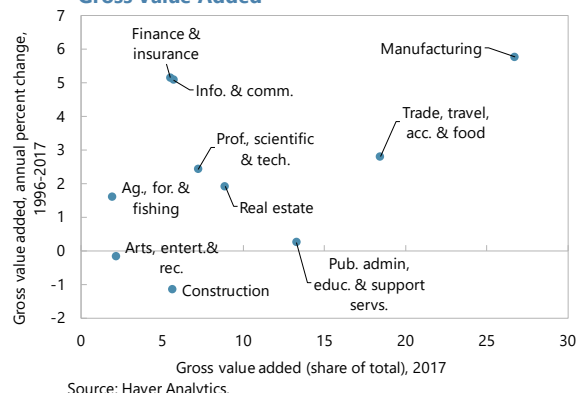 Gross Value Added
Gross value added, annual percent change,
1996-2017
7
6
5
4
3
2
1
0
-1
-2
Finance &
insurance
Info. & comm.
Manufacturing
Trade, travel,
acc. & food
Prof., scientific
& tech.
Ag., for. &
fishing
Real estate
Arts, entert.&
rec.
Construction
Pub. admin,
educ. & support
servs.
0 5 10 15 20 25 30
Gross value added (share of total), 2017
Source: Haver Analytics.